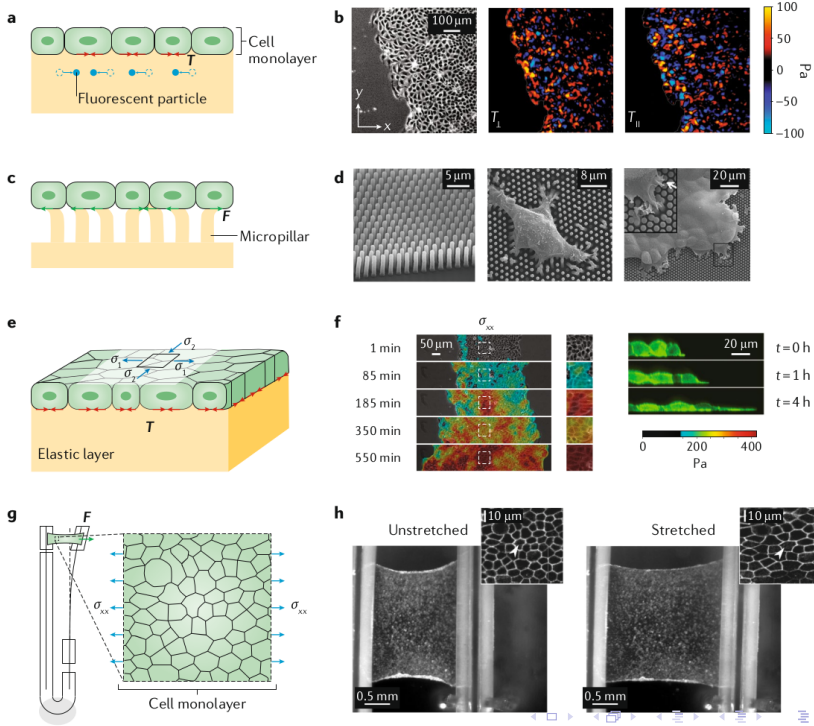 a
Cell
monolayer
T
Fluorescent particle
b
100 μm
y
x
T⊥
T||
100
50
0
−50
−100
Pa
c
F
Micropillar
d
5 μm
8 μm
20 μm
e
σ2
σ1
σ1
σ2
T
Elastic layer
f
σxx
1 min
50 μm
85 min
185 min
350 min
550 min
20 μm
t = 0 h
t = 1 h
t = 4 h
0
200
400
Pa
g
F
σxx
σxx
Cell monolayer
h
Unstretched
10 μm
Stretched
10 μm
0.5 mm
0.5 mm